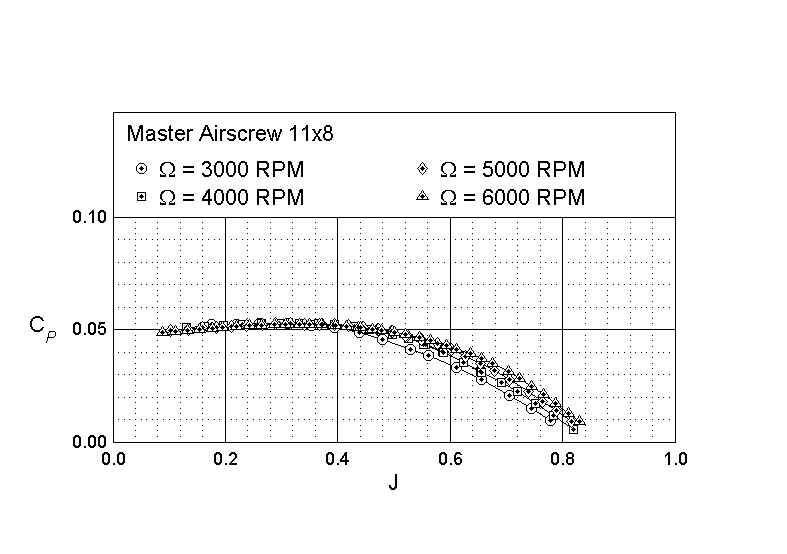 Master Airscrew 11x8
Ω = 3000 RPM Ω = 5000 RPM
Ω = 4000 RPM Ω = 6000 RPM
0.10
C_P 0.05
0.00
0.0 0.2 0.4 0.6 0.8 1.0
J